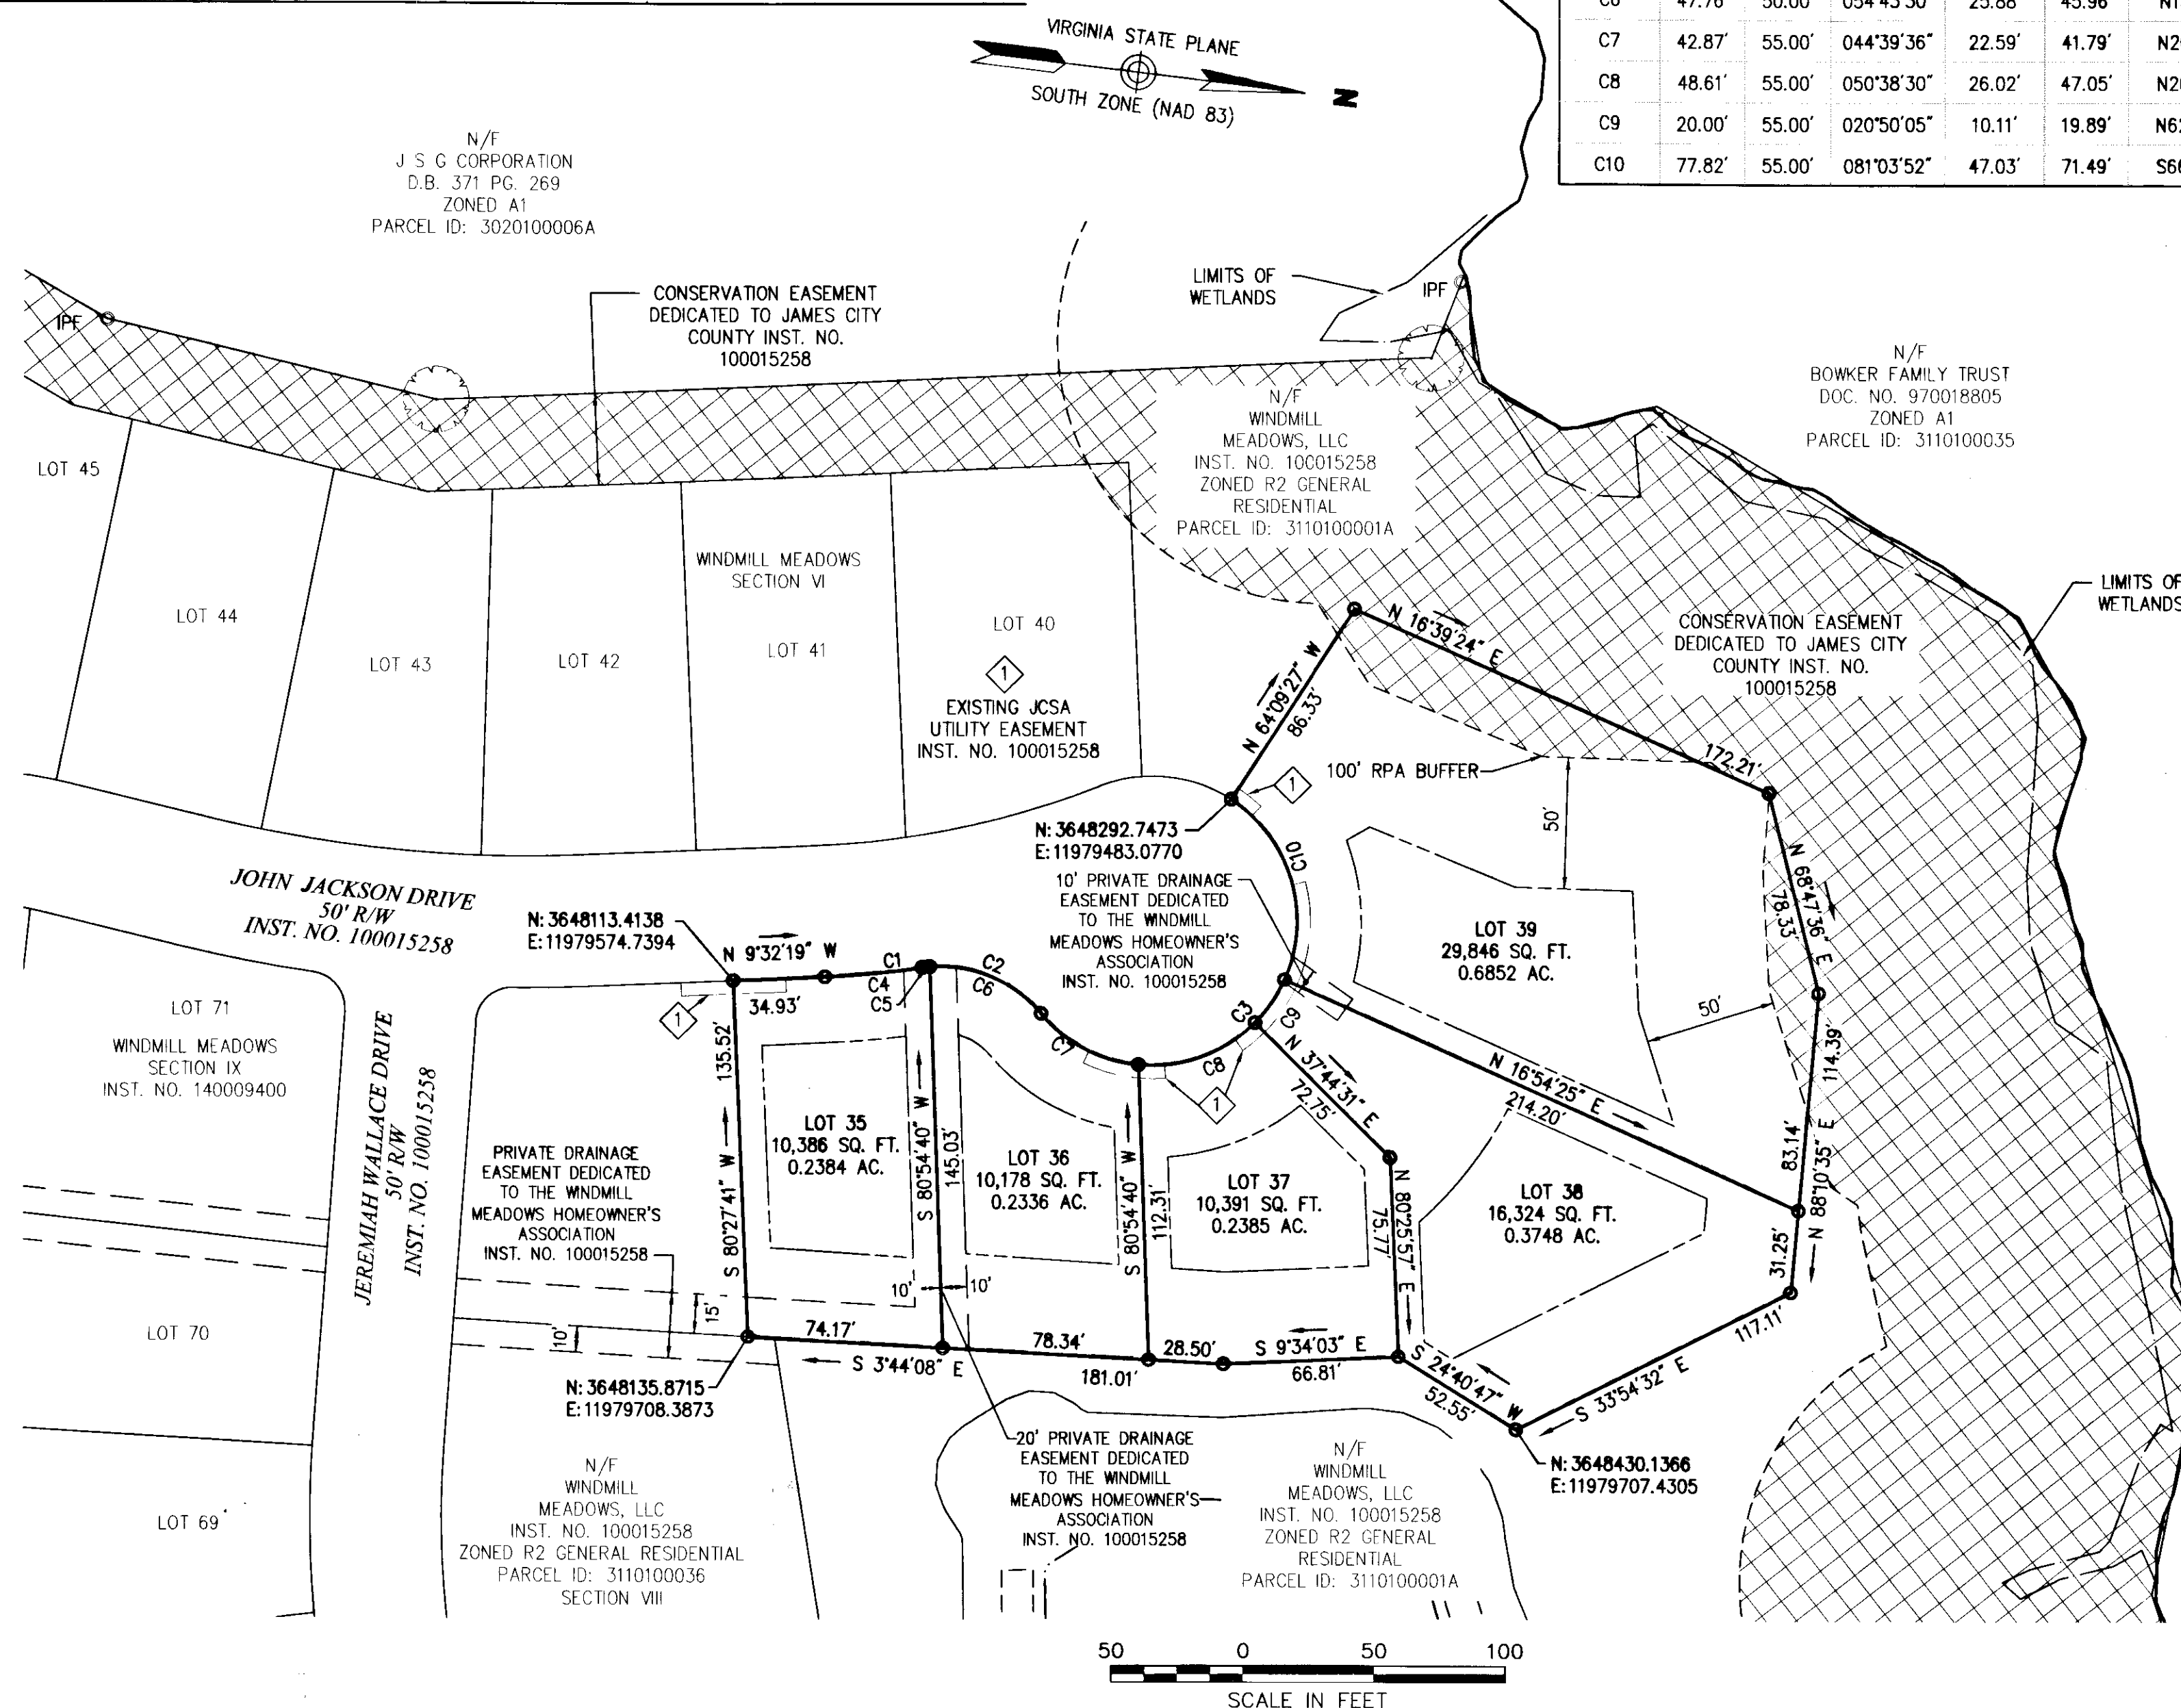 C6 47.76' 50.00' 054°43'30" 25.88' 45.96'
C7 42.87' 55.00' 044°39'36" 22.59' 41.79'
C8 48.61' 55.00' 050°38'30" 26.02' 47.05'
C9 20.00' 55.00' 020°50'05" 10.11' 19.89'
C10 77.82' 55.00' 081°03'52" 47.03' 71.49'
VIRGINIA STATE PLANE
SOUTH ZONE (NAD 83)
N
N/F
J S G CORPORATION
D.B. 371 PG. 269
ZONED A1
PARCEL ID: 3020100006A
CONSERVATION EASEMENT
DEDICATED TO JAMES CITY
COUNTY INST. NO.
100015258
LIMITS OF
WETLANDS
IPF
IPF
N/F
BOWKER FAMILY TRUST
DOC. NO. 970018805
ZONED A1
PARCEL ID: 3110100035
N/F
WINDMILL
MEADOWS, LLC
INST. NO. 100015258
ZONED R2 GENERAL
RESIDENTIAL
PARCEL ID: 3110100001A
LOT 45
LOT 44
LOT 43
LOT 42
WINDMILL MEADOWS
SECTION VI
LOT 41
LOT 40
1
EXISTING JCSA
UTILITY EASEMENT
INST. NO. 100015258
LIMITS OF
WETLANDS
CONSERVATION EASEMENT
DEDICATED TO JAMES CITY
COUNTY INST. NO.
100015258
N 16°39'24" E
172.21'
N 64°09'27" W
86.33'
100' RPA BUFFER
1
50'
N: 3648292.7473
E: 11979483.0770
C10
10' PRIVATE DRAINAGE
EASEMENT DEDICATED
TO THE WINDMILL
MEADOWS HOMEOWNER'S
ASSOCIATION
INST. NO. 100015258
N 68°47'36" E
78.33'
LOT 39
29,846 SQ. FT.
0.6852 AC.
50'
114.39'
JOHN JACKSON DRIVE
50' R/W
INST. NO. 100015258
N: 3648113.4138
E: 11979574.7394
N 9°32'19" W
34.93'
1
C1
C4
C5
C2
C6
C7
C3
C9
C8
1
LOT 71
WINDMILL MEADOWS
SECTION IX
INST. NO. 140009400
JEREMIAH WALLACE DRIVE
50' R/W
INST. NO. 100015258
PRIVATE DRAINAGE
EASEMENT DEDICATED
TO THE WINDMILL
MEADOWS HOMEOWNER'S
ASSOCIATION
INST. NO. 100015258
S 80°27'41" W
135.52'
LOT 35
10,386 SQ. FT.
0.2384 AC.
S 80°54'40" W
145.03'
LOT 36
10,178 SQ. FT.
0.2336 AC.
S 80°54'40" W
112.31'
N 37°44'31" E
72.75'
LOT 37
10,391 SQ. FT.
0.2385 AC.
N 80°25'57" E
75.77'
N 16°54'25" E
214.20'
LOT 38
16,324 SQ. FT.
0.3748 AC.
83.14'
N 88°10'35" E
31.25'
10'
10'
15'
10'
74.17'
S 3°44'08" E
78.34'
181.01'
28.50'
S 9°34'03" E
66.81'
S 24°40'47" W
52.55'
117.11'
S 33°54'32" E
LOT 70
LOT 69
N: 3648135.8715
E: 11979708.3873
N/F
WINDMILL
MEADOWS, LLC
INST. NO. 100015258
ZONED R2 GENERAL RESIDENTIAL
PARCEL ID: 3110100036
SECTION VIII
20' PRIVATE DRAINAGE
EASEMENT DEDICATED
TO THE WINDMILL
MEADOWS HOMEOWNER'S
ASSOCIATION
INST. NO. 100015258
N/F
WINDMILL
MEADOWS, LLC
INST. NO. 100015258
ZONED R2 GENERAL
RESIDENTIAL
PARCEL ID: 3110100001A
N: 3648430.1366
E: 11979707.4305
50 0 50 100
SCALE IN FEET